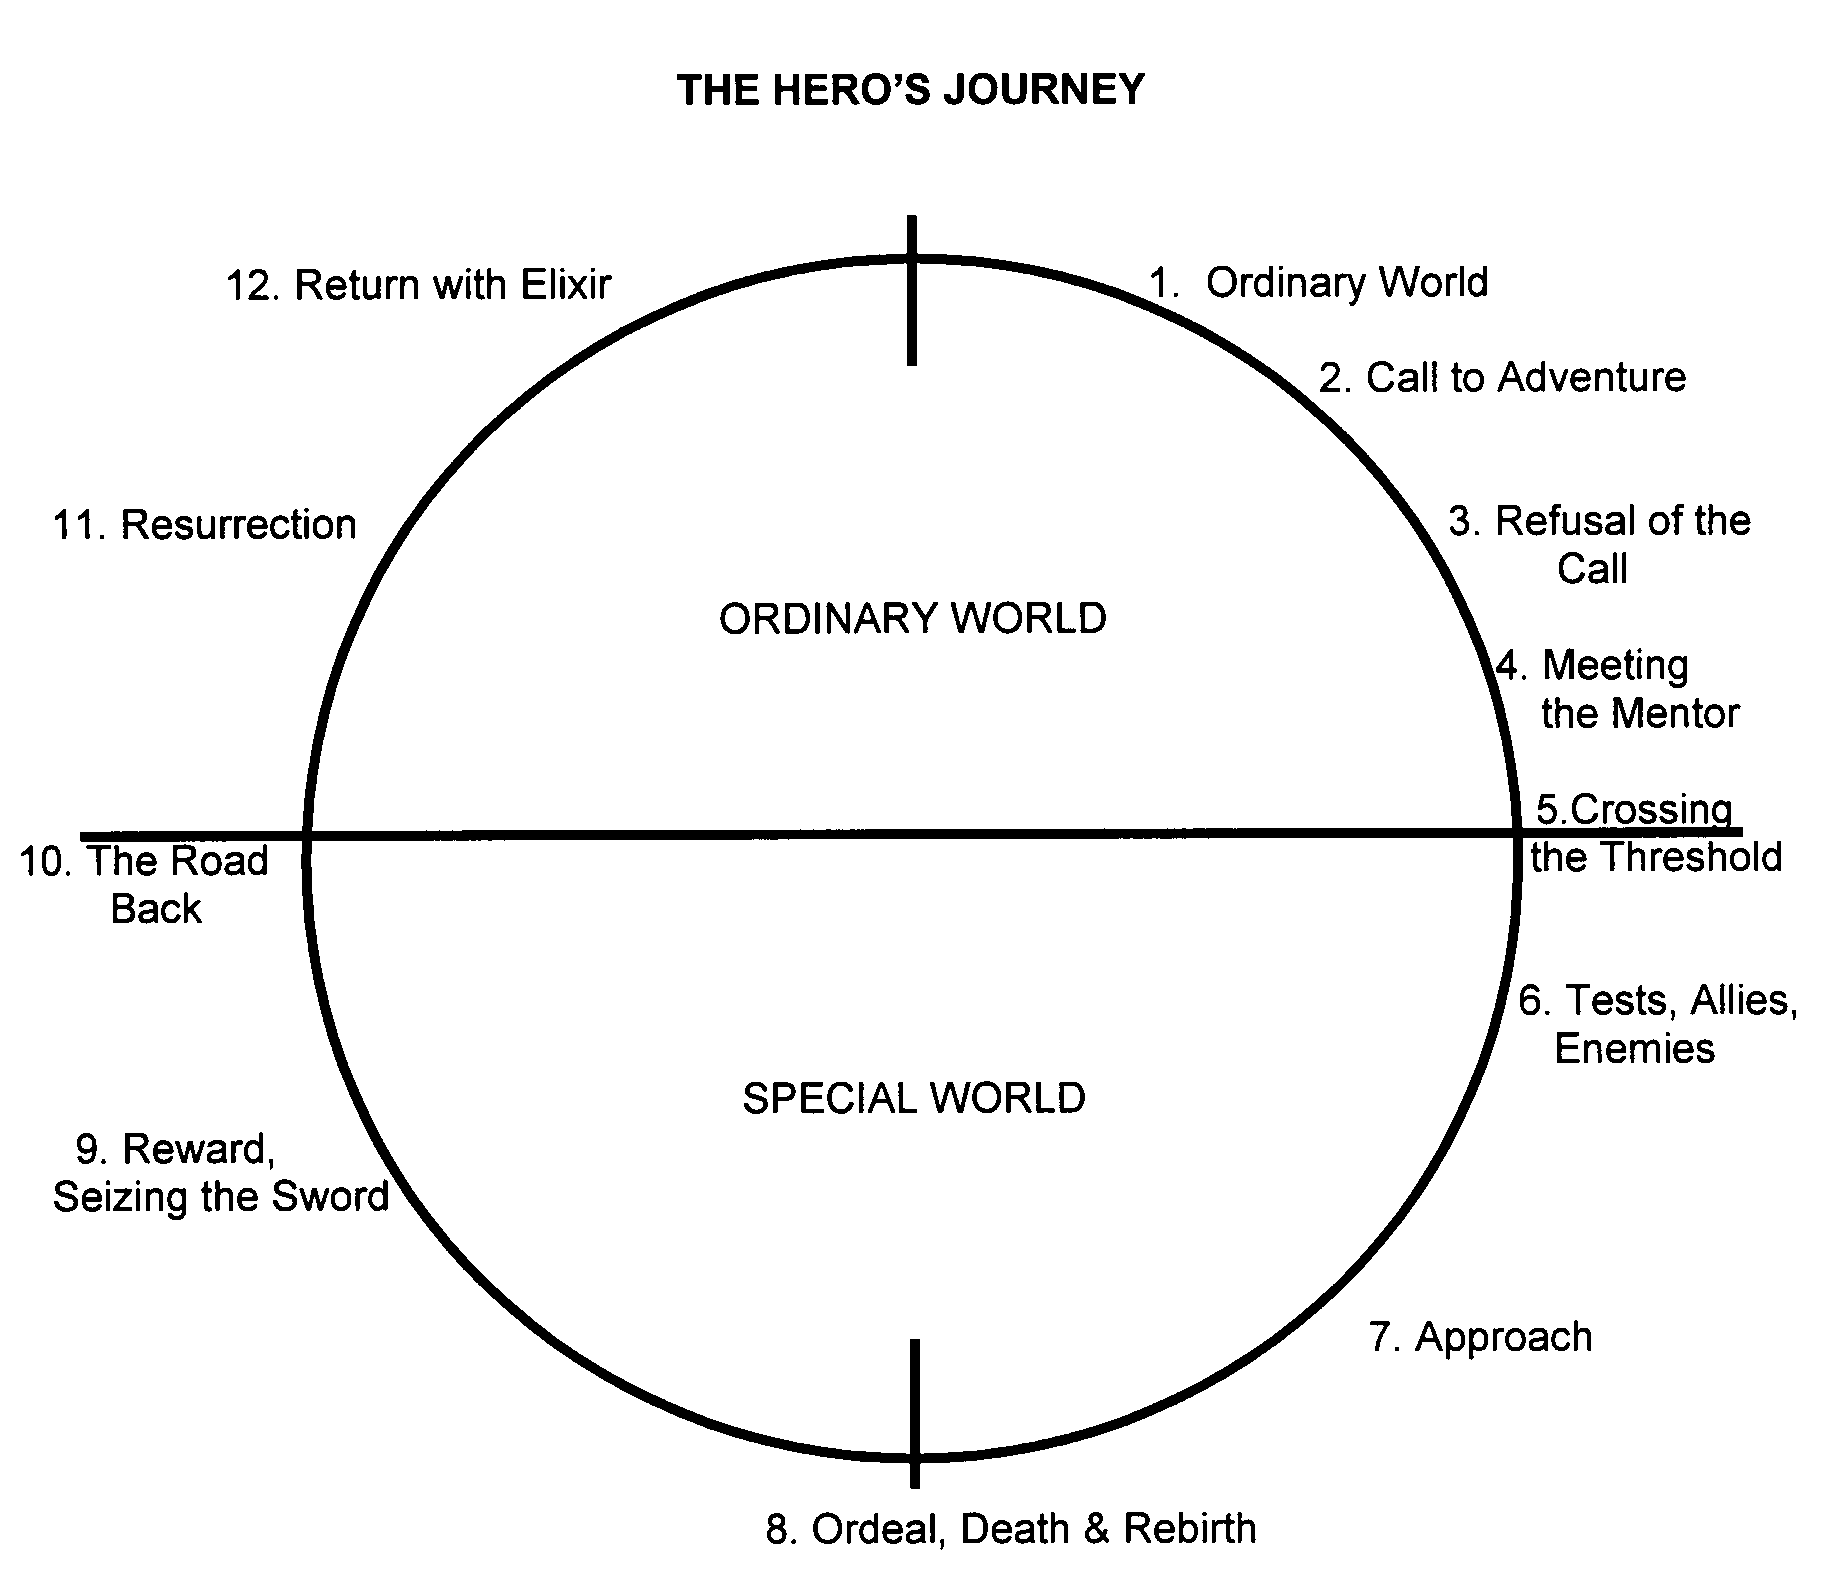 THE HERO'S JOURNEY
12. Return with Elixir
1. Ordinary World
2. Call to Adventure
3. Refusal of the
Call
11. Resurrection
ORDINARY WORLD
4. Meeting
the Mentor
5.Crossing
the Threshold
10. The Road
Back
6. Tests, Allies,
Enemies
SPECIAL WORLD
9. Reward,
Seizing the Sword
7. Approach
8. Ordeal, Death & Rebirth